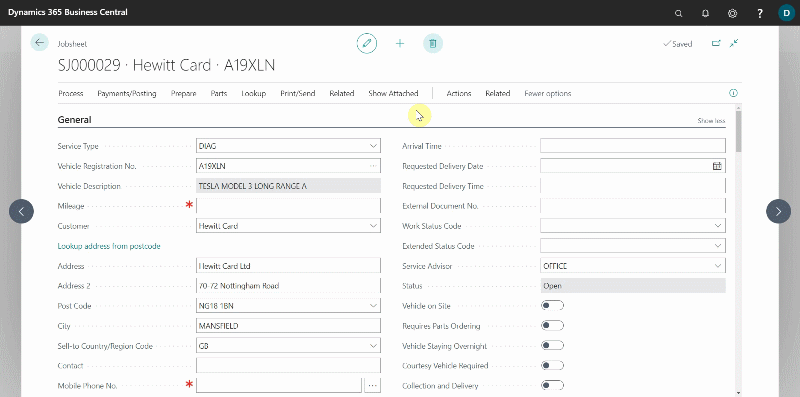 Dynamics 365 Business Central
?
D
Jobsheet
Saved
SJ000029 · Hewitt Card · A19XLN
Process Payments/Posting Prepare Parts Lookup Print/Send Related Show Attached Actions Related Fewer options
General
Show less
Service Type DIAG
Vehicle Registration No. A19XLN
Vehicle Description TESLA MODEL 3 LONG RANGE A
Mileage *
Customer Hewitt Card
Lookup address from postcode
Address Hewitt Card Ltd
Address 2 70-72 Nottingham Road
Post Code NG18 1BN
City MANSFIELD
Sell-to Country/Region Code GB
Contact
Mobile Phone No. *
Arrival Time
Requested Delivery Date
Requested Delivery Time
External Document No.
Work Status Code
Extended Status Code
Service Advisor OFFICE
Status Open
Vehicle on Site
Requires Parts Ordering
Vehicle Staying Overnight
Courtesy Vehicle Required
Collection and Delivery